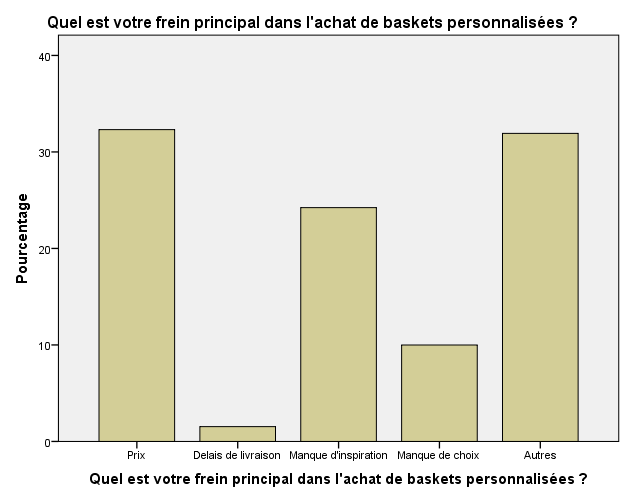 Quel est votre frein principal dans l'achat de baskets personnalisées ?
Pourcentage
40
30
20
10
0
Prix
Delais de livraison
Manque d'inspiration
Manque de choix
Autres
Quel est votre frein principal dans l'achat de baskets personnalisées ?